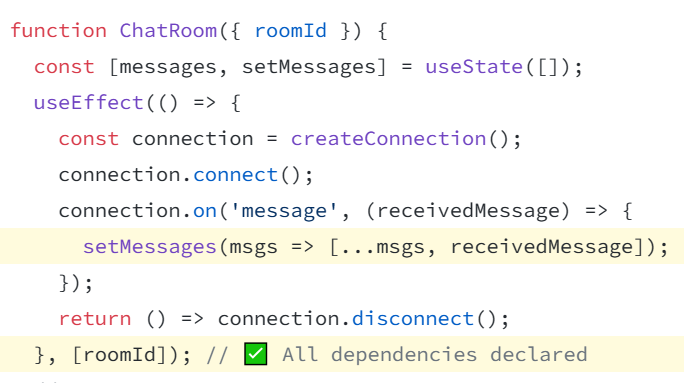 function ChatRoom({ roomId }) {
  const [messages, setMessages] = useState([]);
  useEffect(() => {
    const connection = createConnection();
    connection.connect();
    connection.on('message', (receivedMessage) => {
      setMessages(msgs => [...msgs, receivedMessage]);
    });
    return () => connection.disconnect();
  }, [roomId]); // ✅ All dependencies declared